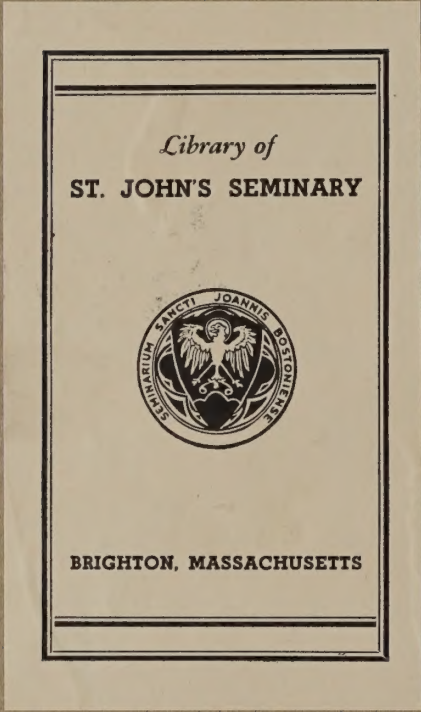 Library of
ST. JOHN'S SEMINARY
SEMINARIUM SANCTI JOANNIS BOSTONIENSE
BRIGHTON, MASSACHUSETTS